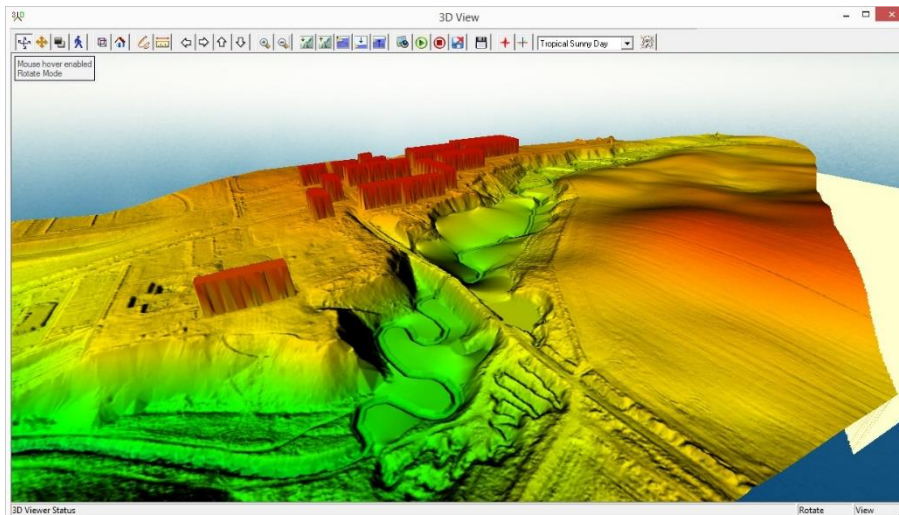 3D View
Tropical Sunny Day
Mouse hover enabled
Rotate Mode
3D Viewer Status
Rotate
View